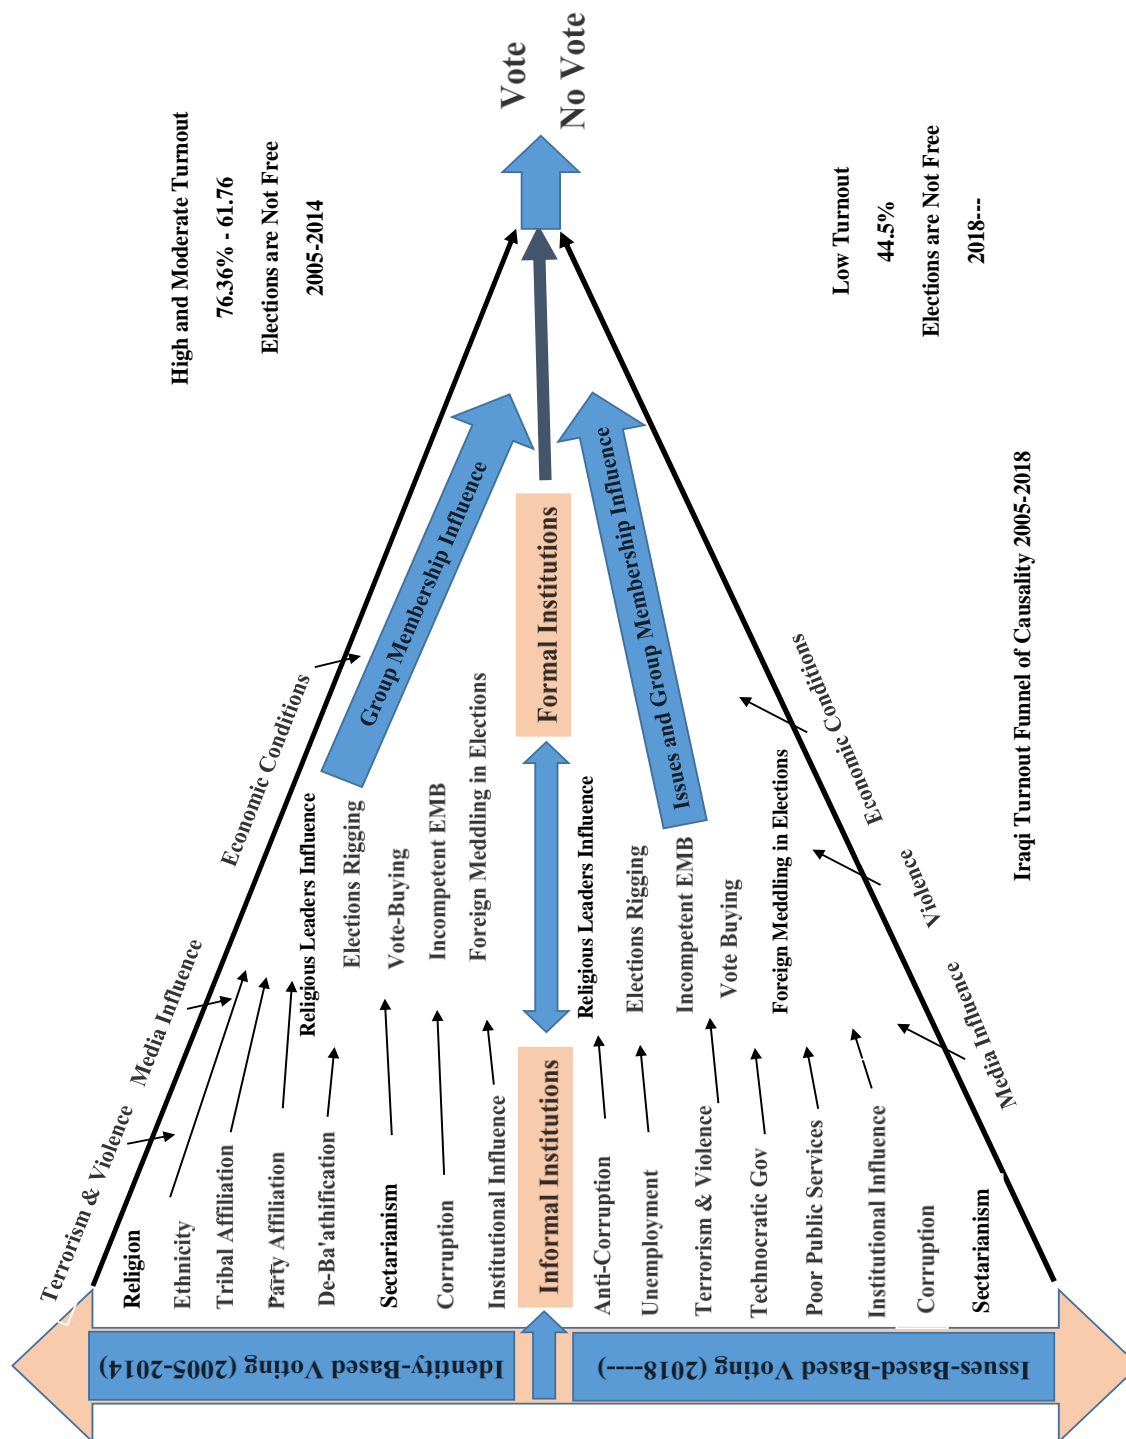 Identity-Based Voting (2005-2014)
Issues-Based-Based Voting (2018----)
Terrorism & Violence
Media Influence
Economic Conditions
Religion
Ethnicity
Tribal Affiliation
Party Affiliation
De-Ba'athification
Sectarianism
Corruption
Institutional Influence
Religious Leaders Influence
Elections Rigging
Vote-Buying
Incompetent EMB
Foreign Meddling in Elections
Group Membership Influence
Informal Institutions
Formal Institutions
Anti-Corruption
Unemployment
Terrorism & Violence
Technocratic Gov
Poor Public Services
Institutional Influence
Corruption
Sectarianism
Religious Leaders Influence
Elections Rigging
Incompetent EMB
Vote Buying
Foreign Meddling in Elections
Issues and Group Membership Influence
Media Influence
Violence
Economic Conditions
High and Moderate Turnout
76.36% - 61.76
Elections are Not Free
2005-2014
Vote
No Vote
Low Turnout
44.5%
Elections are Not Free
2018---
Iraqi Turnout Funnel of Causality 2005-2018